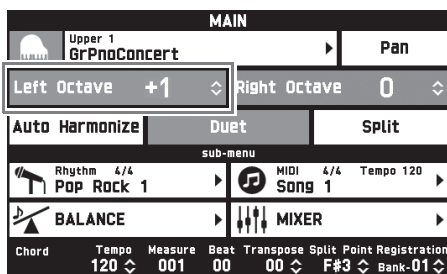 MAIN
Upper 1
GrPnoConcert
Pan
Left Octave +1 Right Octave 0
Auto Harmonize Duet Split
sub-menu
Rhythm 4/4 MIDI 4/4 Tempo 120
Pop Rock 1 Song 1
BALANCE MIXER
Chord Tempo Measure Beat Transpose Split Point Registration
120 001 00 00 F#3 Bank-01